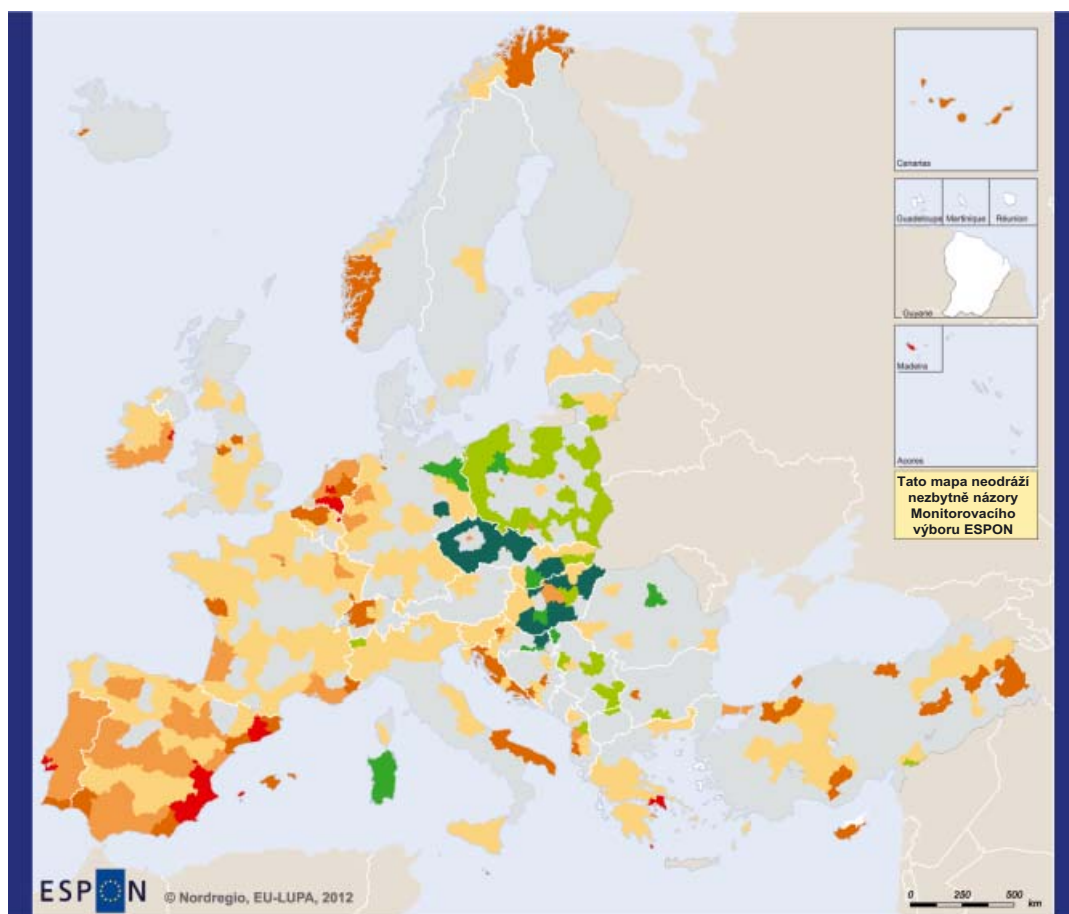 Canarias
Guadeloupe Martinique Réunion
Guyane
Madeira
Açores
Tato mapa neodráží
nezbytně názory
Monitorovacího
výboru ESPON
ESPON © Nordregio, EU-LUPA, 2012
0 250 500
km